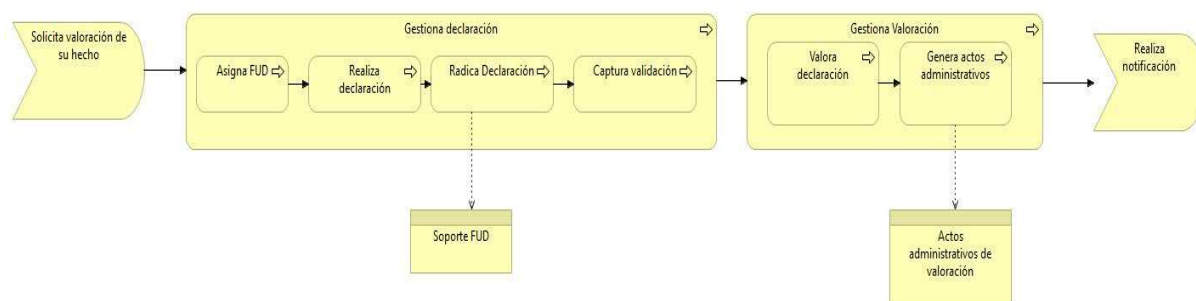 Gestiona declaración
Gestiona Valoración
Solicita valoración de
su hecho
Asigna FUD
Realiza
declaración
Radica Declaración
Captura validación
Valora
declaración
Genera actos
administrativos
Realiza
notificación
Soporte FUD
Actos
administrativos de
valoración